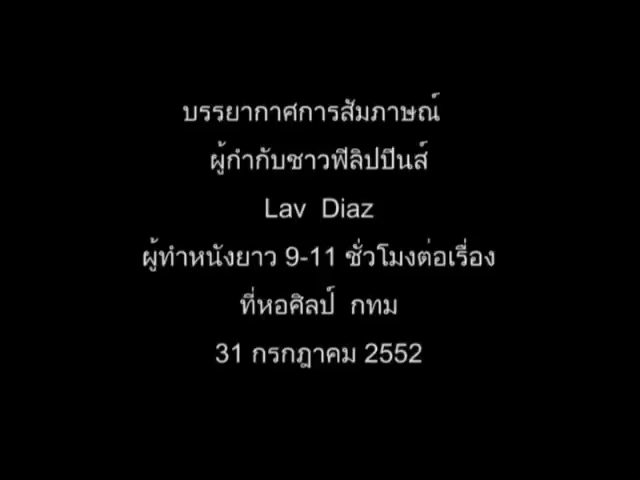 บรรยากาศการสัมภาษณ์
ผู้กำกับชาวฟิลิปปีนส์
Lav Diaz
ผู้ทำหนังยาว 9-11 ชั่วโมงต่อเรื่อง
ที่หอศิลป์ กทม
31 กรกฎาคม 2552